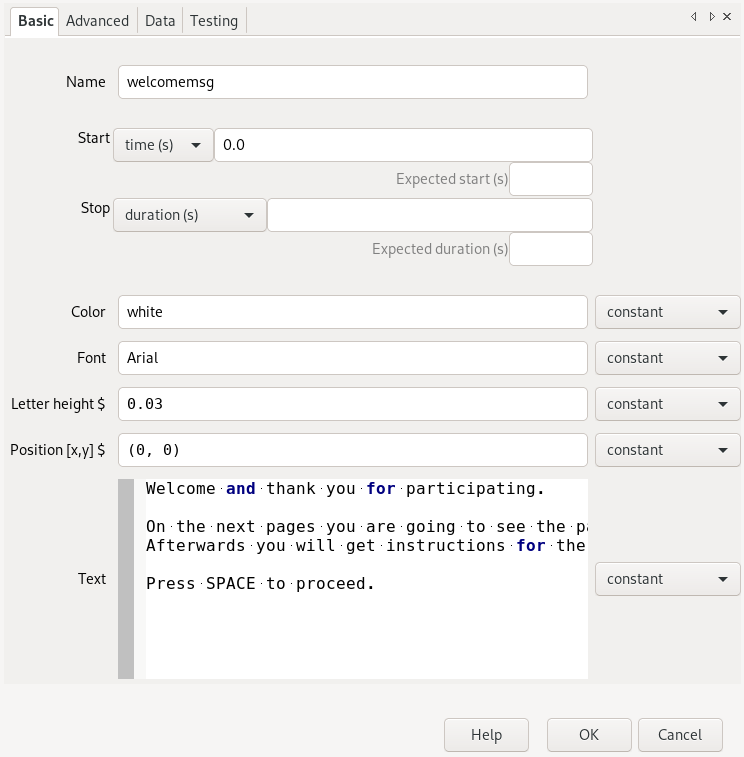 Basic Advanced Data Testing
Name welcomemsg
Start time (s) 0.0
Expected start (s)
Stop duration (s)
Expected duration (s)
Color white constant
Font Arial constant
Letter height $ 0.03 constant
Position [x,y] $ (0, 0) constant
Welcome and thank you for participating.
On the next pages you are going to see the
Afterwards you will get instructions for the
Text constant
Press SPACE to proceed.
Help OK Cancel